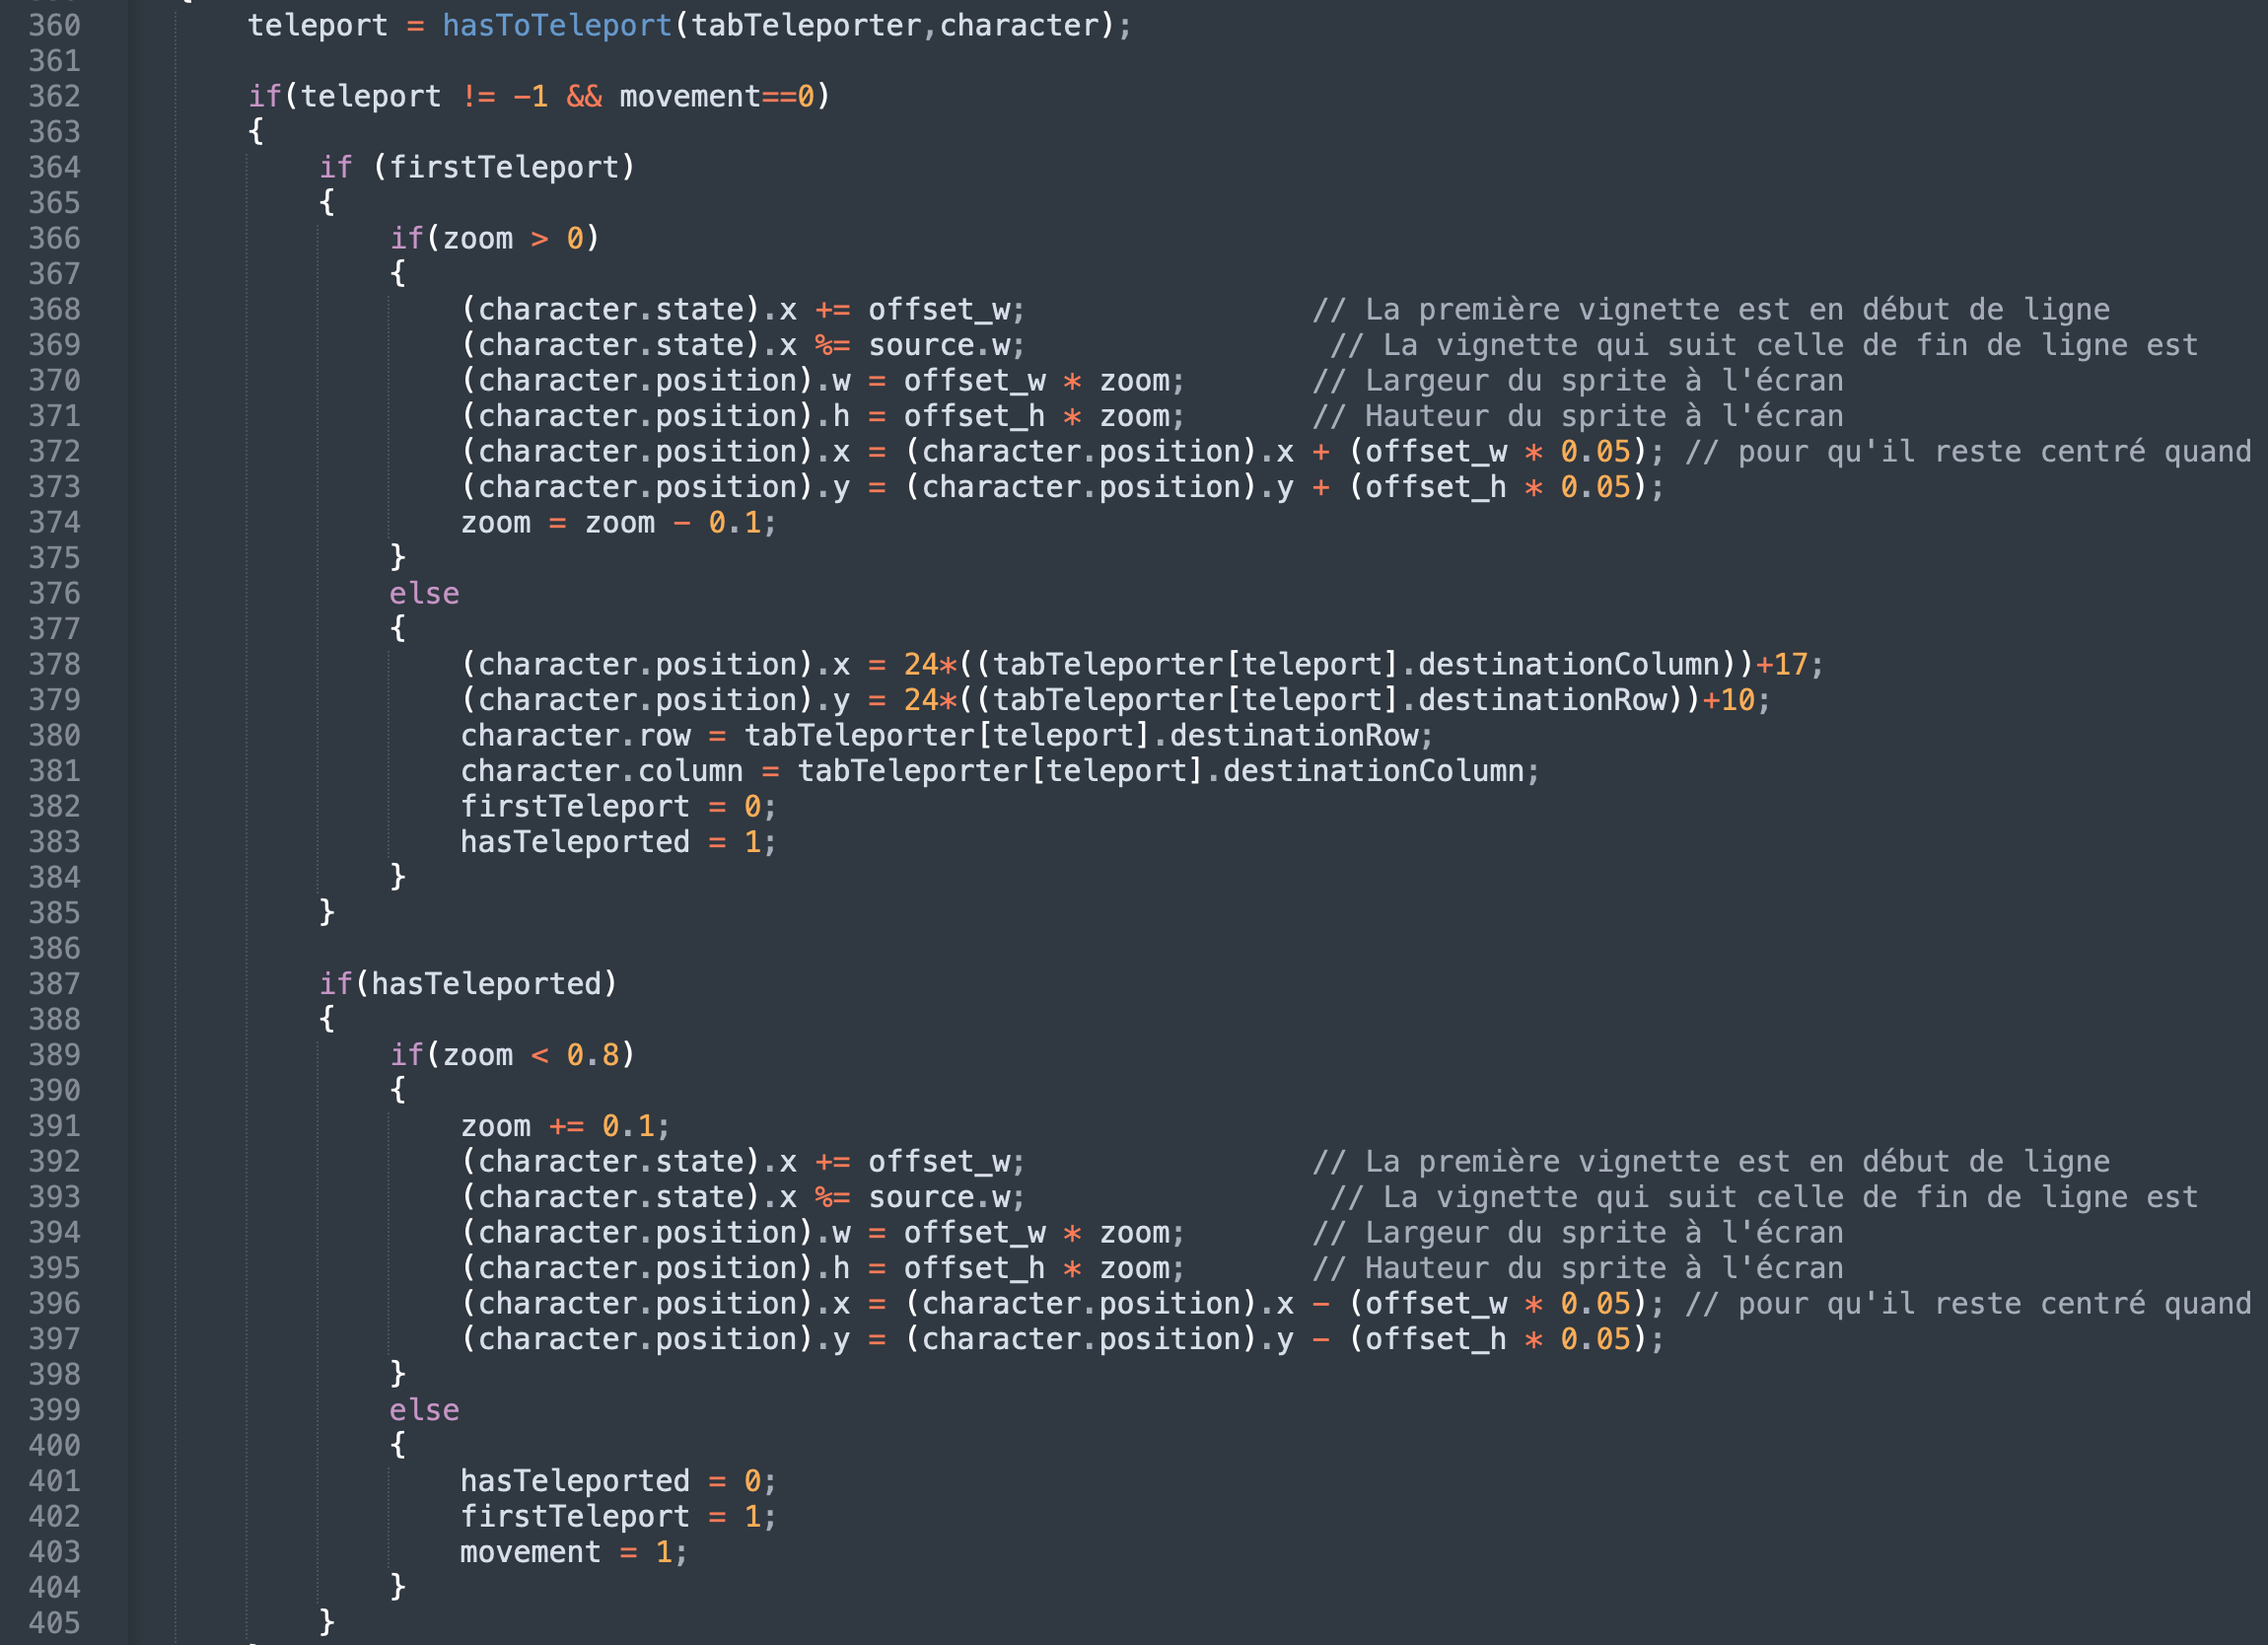 360 teleport = hasToTeleport(tabTeleporter,character);
361
362 if(teleport != -1 && movement==0)
363 {
364 if (firstTeleport)
365 {
366 if(zoom > 0)
367 {
368 (character.state).x += offset_w; // La première vignette est en début de ligne
369 (character.state).x %= source.w; // La vignette qui suit celle de fin de ligne est
370 (character.position).w = offset_w * zoom; // Largeur du sprite à l'écran
371 (character.position).h = offset_h * zoom; // Hauteur du sprite à l'écran
372 (character.position).x = (character.position).x + (offset_w * 0.05); // pour qu'il reste centré quand
373 (character.position).y = (character.position).y + (offset_h * 0.05);
374 zoom = zoom - 0.1;
375 }
376 else
377 {
378 (character.position).x = 24*((tabTeleporter[teleport].destinationColumn))+17;
379 (character.position).y = 24*((tabTeleporter[teleport].destinationRow))+10;
380 character.row = tabTeleporter[teleport].destinationRow;
381 character.column = tabTeleporter[teleport].destinationColumn;
382 firstTeleport = 0;
383 hasTeleported = 1;
384 }
385 }
386
387 if(hasTeleported)
388 {
389 if(zoom < 0.8)
390 {
391 zoom += 0.1;
392 (character.state).x += offset_w; // La première vignette est en début de ligne
393 (character.state).x %= source.w; // La vignette qui suit celle de fin de ligne est
394 (character.position).w = offset_w * zoom; // Largeur du sprite à l'écran
395 (character.position).h = offset_h * zoom; // Hauteur du sprite à l'écran
396 (character.position).x = (character.position).x - (offset_w * 0.05); // pour qu'il reste centré quand
397 (character.position).y = (character.position).y - (offset_h * 0.05);
398 }
399 else
400 {
401 hasTeleported = 0;
402 firstTeleport = 1;
403 movement = 1;
404 }
405 }